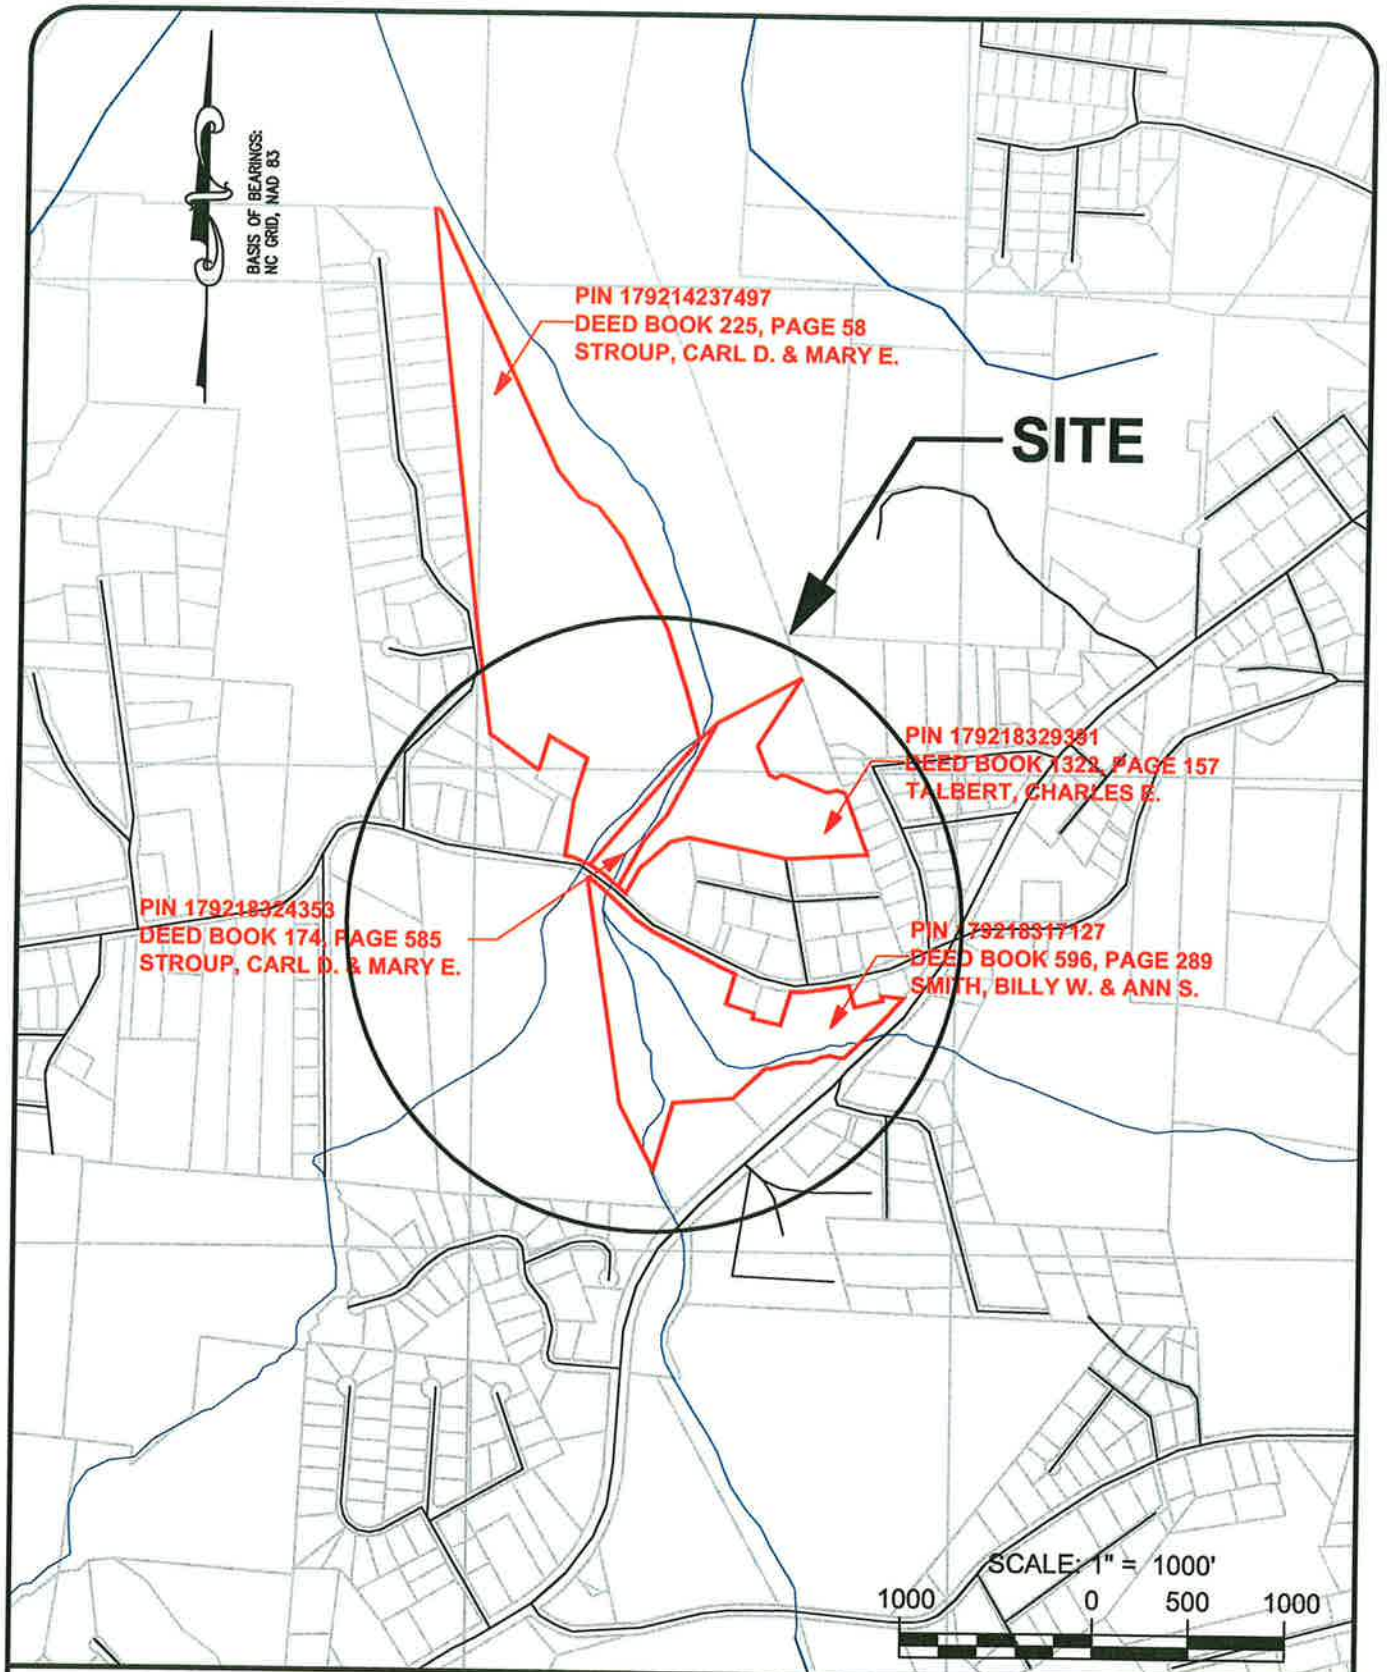 BASIS OF BEARINGS:
NC GRID, NAD 83
PIN 179214237497
DEED BOOK 225, PAGE 58
STROUP, CARL D. & MARY E.
SITE
PIN 179218329391
DEED BOOK 1322, PAGE 157
TALBERT, CHARLES E.
PIN 179218324353
DEED BOOK 174, PAGE 585
STROUP, CARL D. & MARY E.
PIN 179218317127
DEED BOOK 596, PAGE 289
SMITH, BILLY W. & ANN S.
SCALE: 1" = 1000'
1000 0 500 1000